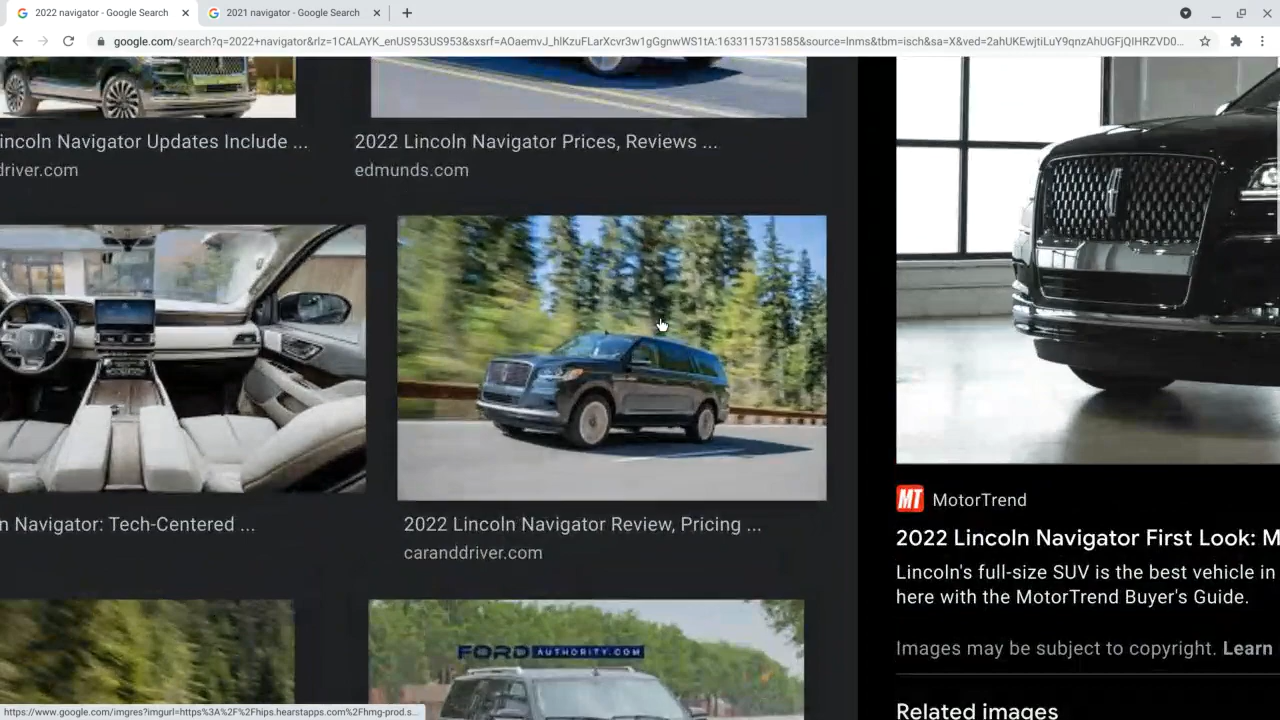 2022 navigator - Google Search
2021 navigator - Google Search
google.com/search?q=2022+navigator&rlz=1CALAYK_enUS953US953&sxsrf=AOaemvJ_hlKzuFLarXcvr3w1gGgnwWS1tA:1633115731585&source=lnms&tbm=isch&sa=X&ved=2ahUKEwjtiLuY9qnzAhUGFjQIHRZVD0...
incoln Navigator Updates Include ...
driver.com
2022 Lincoln Navigator Prices, Reviews ...
edmunds.com
n Navigator: Tech-Centered ...
2022 Lincoln Navigator Review, Pricing ...
caranddriver.com
FORD AUTHORITY.COM
MT MotorTrend
2022 Lincoln Navigator First Look: M
Lincoln's full-size SUV is the best vehicle in
here with the MotorTrend Buyer's Guide.
Images may be subject to copyright. Learn
Related images
https://www.google.com/imgres?imgurl=https%3A%2F%2Fhips.hearstapps.com%2Fhmg-prod.s...